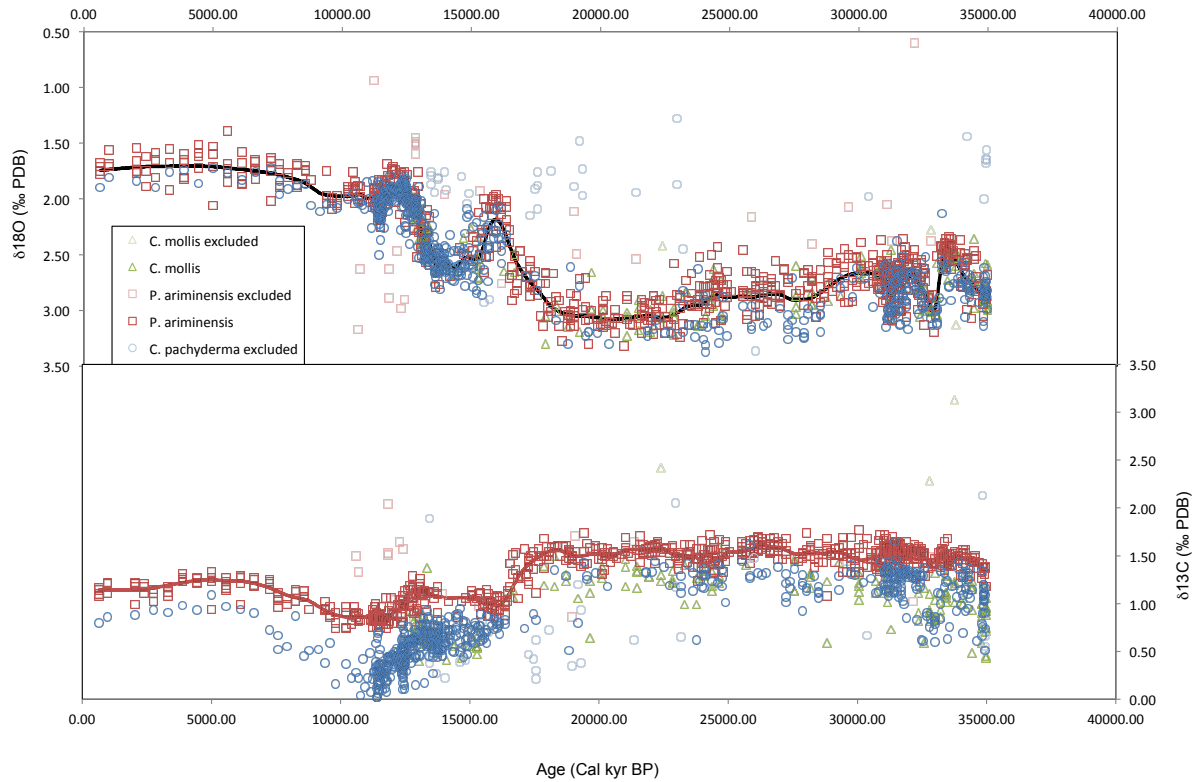 0.00 5000.00 10000.00 15000.00 20000.00 25000.00 30000.00 35000.00 40000.00
0.50
1.00
1.50
2.00
2.50
3.00
3.50
δ18O (‰ PDB)
C. mollis excluded
C. mollis
P. ariminensis excluded
P. ariminensis
C. pachyderma excluded
3.50
3.00
2.50
2.00
1.50
1.00
0.50
0.00
δ13C (‰ PDB)
0.00 5000.00 10000.00 15000.00 20000.00 25000.00 30000.00 35000.00 40000.00
Age (Cal kyr BP)